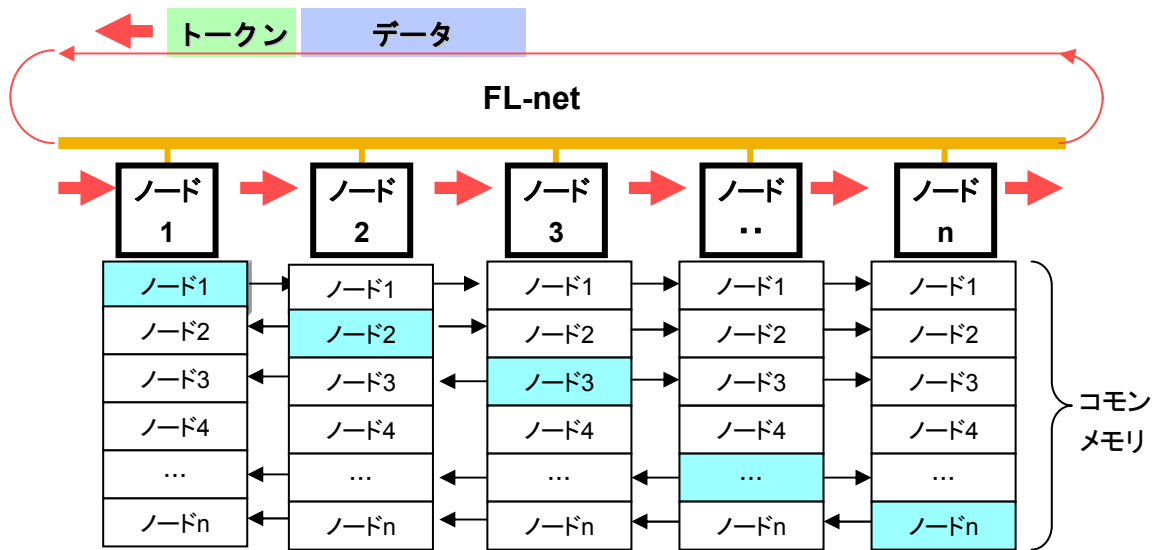 トークン データ
FL-net
ノード ノード ノード ノード ノード
1 2 3 ‥ n
ノード1 ノード1 ノード1 ノード1 ノード1
ノード2 ノード2 ノード2 ノード2 ノード2
ノード3 ノード3 ノード3 ノード3 ノード3
ノード4 ノード4 ノード4 ノード4 ノード4
… … … … …
ノードn ノードn ノードn ノードn ノードn
コモン
メモリ